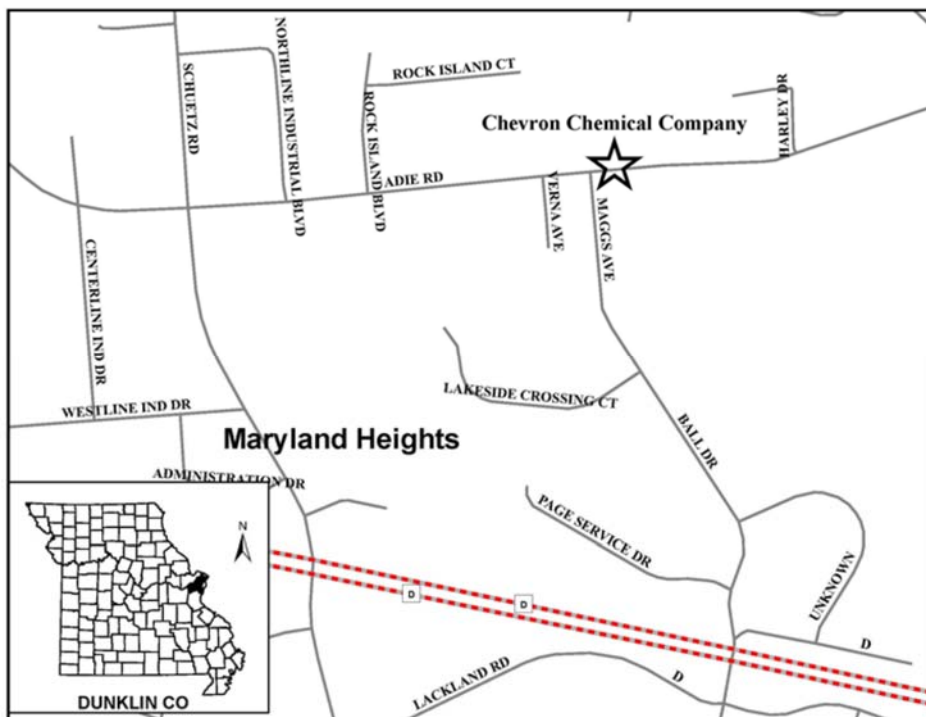 ROCK ISLAND CT
NORTHLINE INDUSTRIAL BLVD
SCHUETZ RD
ROCK ISLAND BLVD
HARLEY DR
Chevron Chemical Company
ADIE RD
VERNA AVE
MAGGS AVE
CENTERLINE IND DR
LAKESIDE CROSSING CT
WESTLINE IND DR
Maryland Heights
BALL DR
ADMINISTRATION DR
PAGE SERVICE DR
N
UNKNOWN
D
D
D
LACKLAND RD
D
DUNKLIN CO